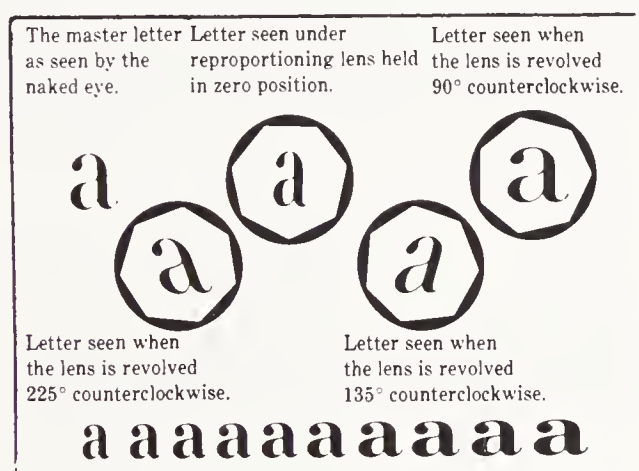 The master letter
as seen by the
naked eye.
Letter seen under
reproportioning lens held
in zero position.
Letter seen when
the lens is revolved
90° counterclockwise.
a
a
a
a
a
Letter seen when
the lens is revolved
225° counterclockwise.
Letter seen when
the lens is revolved
135° counterclockwise.
a a a a a a a a a a